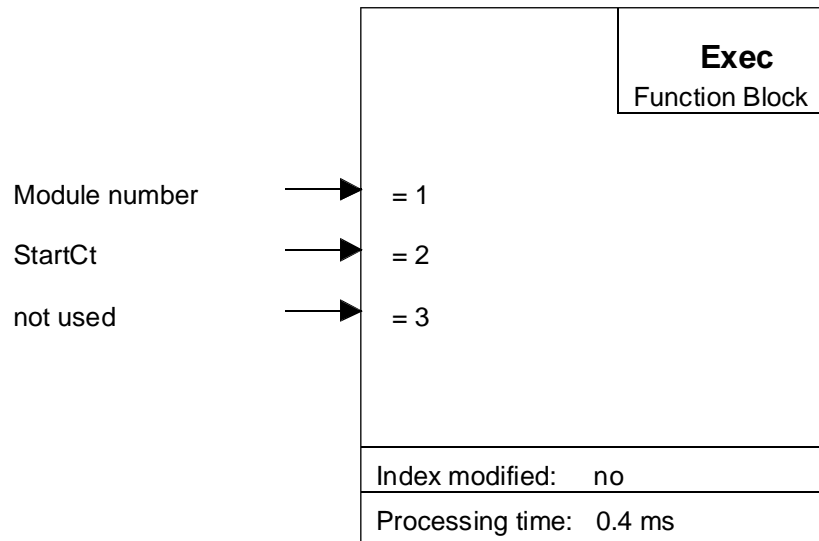 Exec
Function Block
Module number = 1
StartCt = 2
not used = 3
Index modified: no
Processing time: 0.4 ms